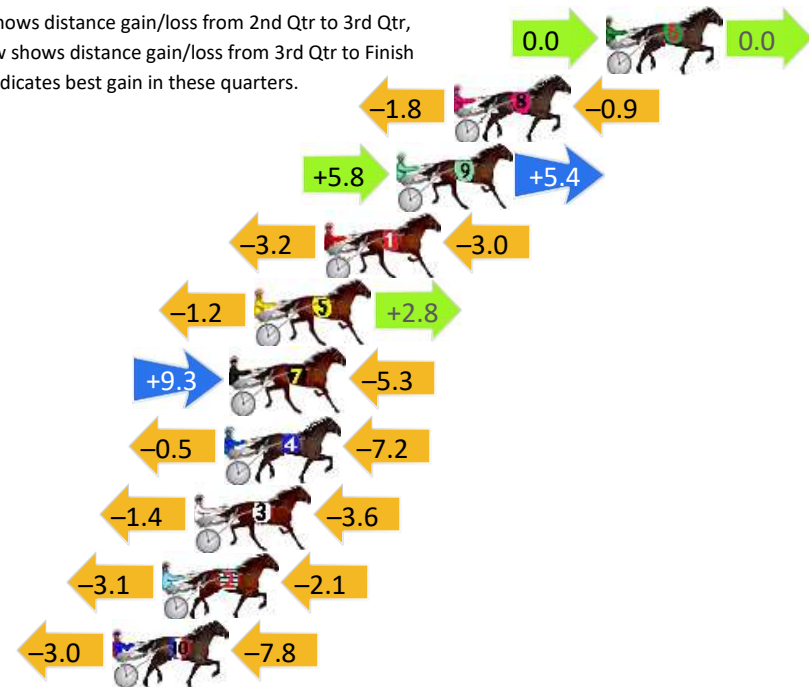 hows distance gain/loss from 2nd Qtr to 3rd Qtr,
w shows distance gain/loss from 3rd Qtr to Finish
dicates best gain in these quarters.
0.0 6 0.0
–1.8 8 –0.9
+5.8 9 +5.4
–3.2 1 –3.0
–1.2 5 +2.8
+9.3 7 –5.3
–0.5 4 –7.2
–1.4 3 –3.6
–3.1 2 –2.1
–3.0 10 –7.8